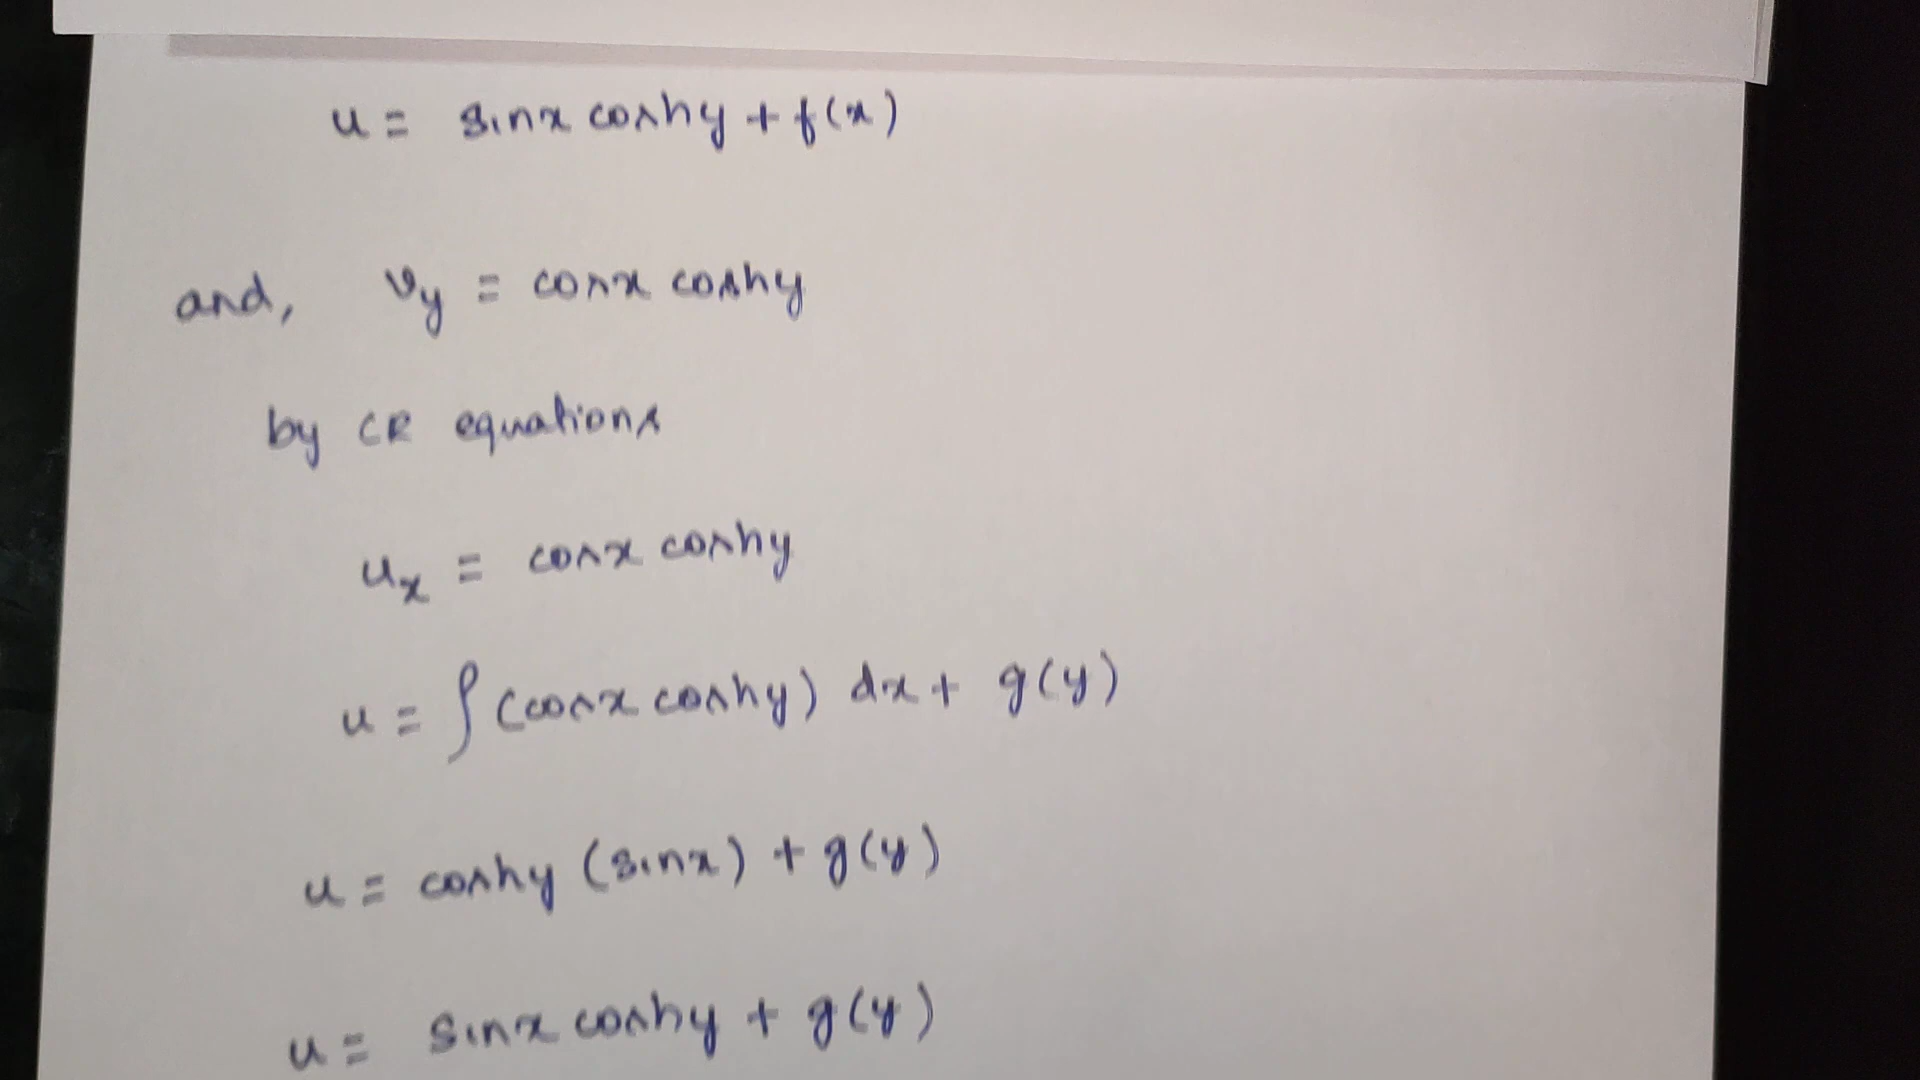 u = sinx coshy + f(x)
and, vy = cosx coshy
by CR equations
ux = cosx coshy
u = ∫ (cosx coshy) dx + g(y)
u = coshy (sinx) + g(y)
u = sinx coshy + g(y)